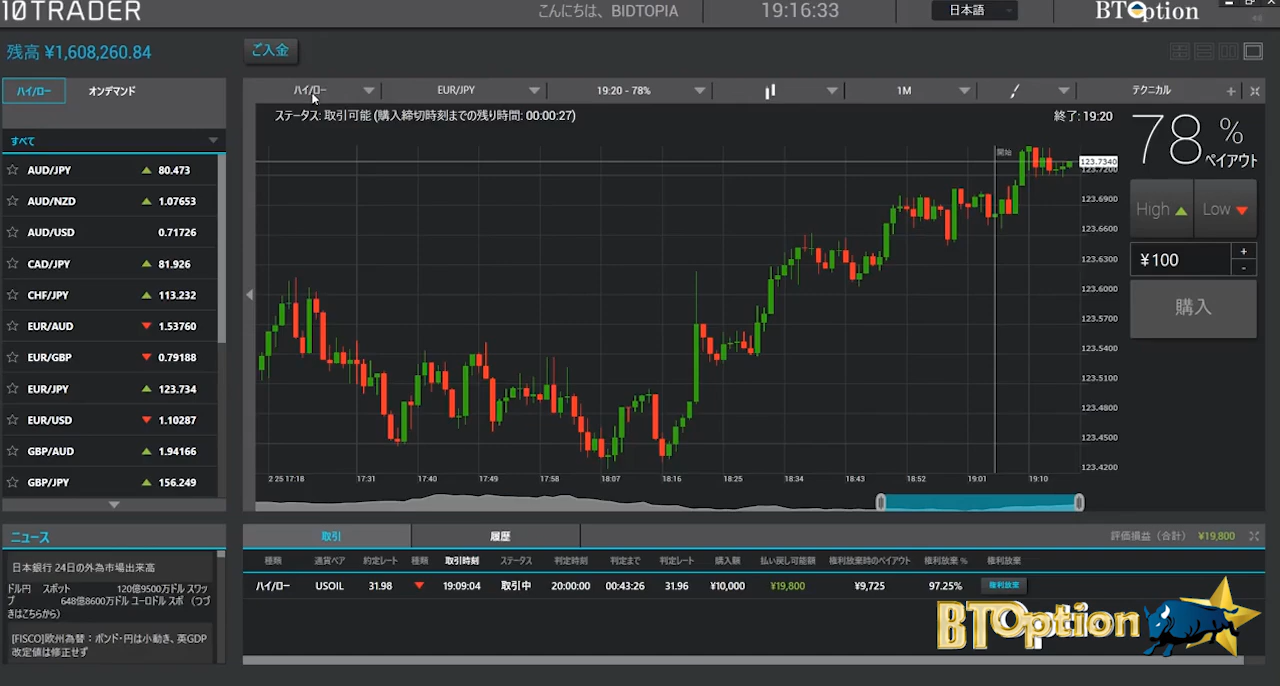 10TRADER
こんにちは、BIDTOPIA
19:16:33
日本語
BTOption
残高 ¥1,608,260.84
ご入金
ハイ/ロー オンデマンド
すべて
AUD/JPY 80.473
AUD/NZD 1.07653
AUD/USD 0.71726
CAD/JPY 81.926
CHF/JPY 113.232
EUR/AUD 1.53760
EUR/GBP 0.79188
EUR/JPY 123.734
EUR/USD 1.10287
GBP/AUD 1.94166
GBP/JPY 156.249
ハイ/ロー EUR/JPY 19:20 - 78% 1M テクニカル
ステータス: 取引可能 (購入締切時刻までの残り時間: 00:00:27)
終了: 19:20
開始
123.7340
123.7200
123.6900
123.6600
123.6300
123.6000
123.5700
123.5400
123.5100
123.4800
123.4500
123.4200
2 25 17:18 17:31 17:40 17:49 17:58 18:07 18:16 18:25 18:34 18:43 18:52 19:01 19:10
78 %
ペイアウト
High Low
¥100
+
-
購入
ニュース
日本銀行 24日の外為市場出来高
ドル円 スポット 120億9500万ドル スワッ
プ 648億8600万ドル ユーロドル スポ （つづ
きはこちらから）
[FISCO]欧州為替：ポンド・円は小動き、英GDP
改定値は修正せず
取引 履歴
評価損益（合計） ¥19,800
種類 通貨ペア 約定レート 種類 取引時刻 ステータス 判定時刻 判定まで 判定レート 購入額 払い戻し可能額 権利放棄時のペイアウト 権利放棄 % 権利放棄
ハイ/ロー USOIL 31.98 19:09:04 取引中 20:00:00 00:43:26 31.96 ¥10,000 ¥19,800 ¥9,725 97.25% 権利放棄
BTOption